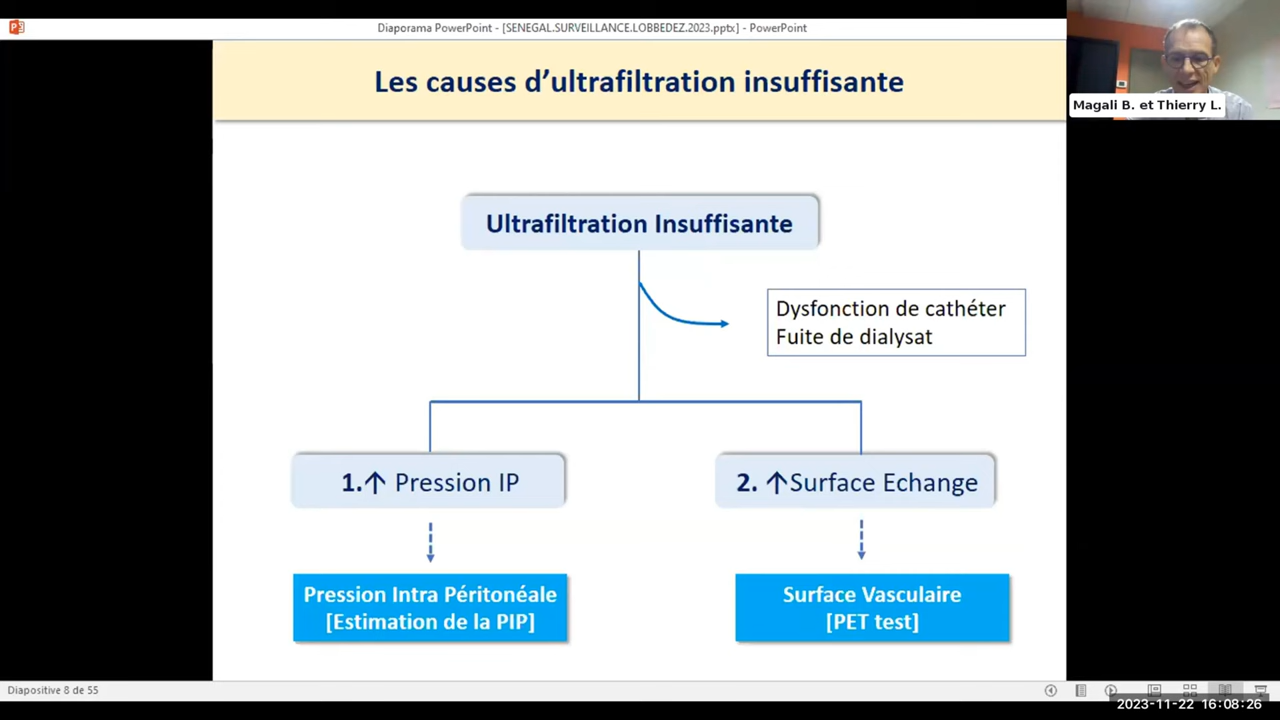 Diaporama PowerPoint - [SENEGAL.SURVEILLANCE.LOBBEDEZ.2023.pptx] - PowerPoint
Magali B. et Thierry L.
Les causes d’ultrafiltration insuffisante
Ultrafiltration Insuffisante
Dysfonction de cathéter
Fuite de dialysat
1.↑ Pression IP
2. ↑Surface Echange
Pression Intra Péritonéale
[Estimation de la PIP]
Surface Vasculaire
[PET test]
Diapositive 8 de 55
2023-11-22 16:08:26